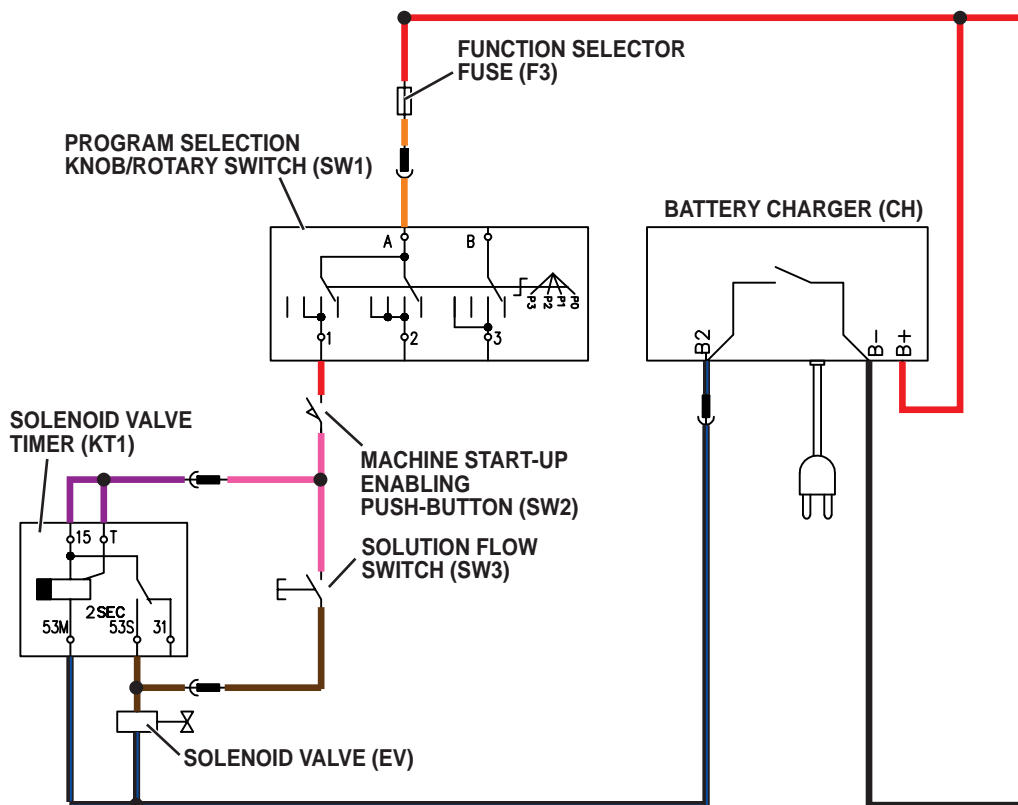 FUNCTION SELECTOR
FUSE (F3)
PROGRAM SELECTION
KNOB/ROTARY SWITCH (SW1)
BATTERY CHARGER (CH)
A
B
P3
P2
P1
P0
1
2
3
B2
B-
B+
SOLENOID VALVE
TIMER (KT1)
MACHINE START-UP
ENABLING
PUSH-BUTTON (SW2)
15
T
SOLUTION FLOW
SWITCH (SW3)
2SEC
53M
53S
31
SOLENOID VALVE (EV)